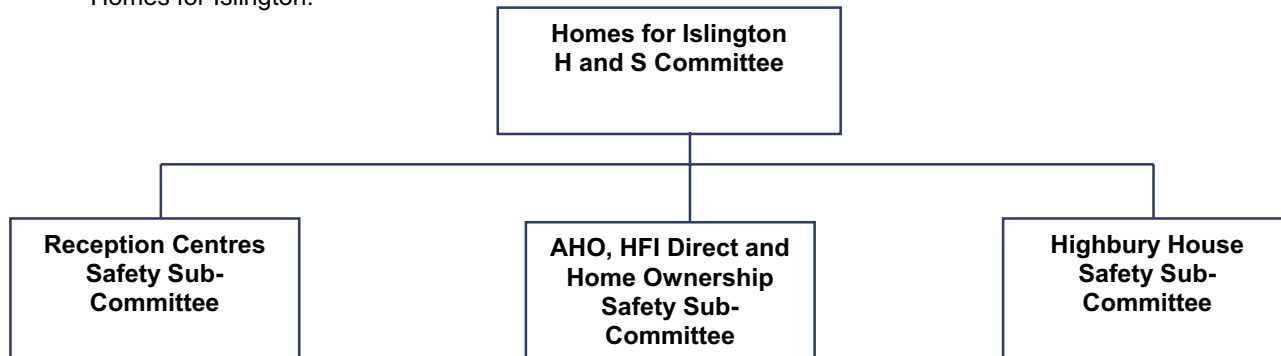 Homes for Islington.
Homes for Islington
H and S Committee
Reception Centres
Safety Sub-
Committee
AHO, HFI Direct and
Home Ownership
Safety Sub-
Committee
Highbury House
Safety Sub-
Committee